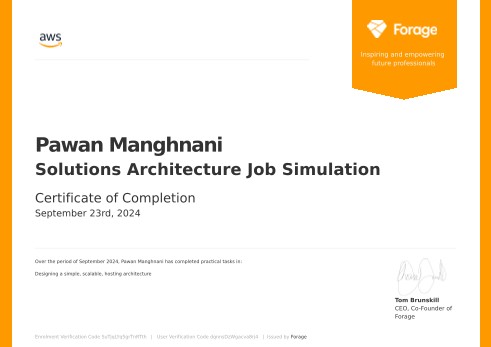 aws
Forage
Inspiring and empowering
future professionals
Pawan Manghnani
Solutions Architecture Job Simulation
Certificate of Completion
September 23rd, 2024
Over the period of September 2024, Pawan Manghnani has completed practical tasks in:
Designing a simple, scalable, hosting architecture
Tom Brunskill
CEO, Co-Founder of
Forage
Enrolment Verification Code | User Verification Code | Issued by Forage